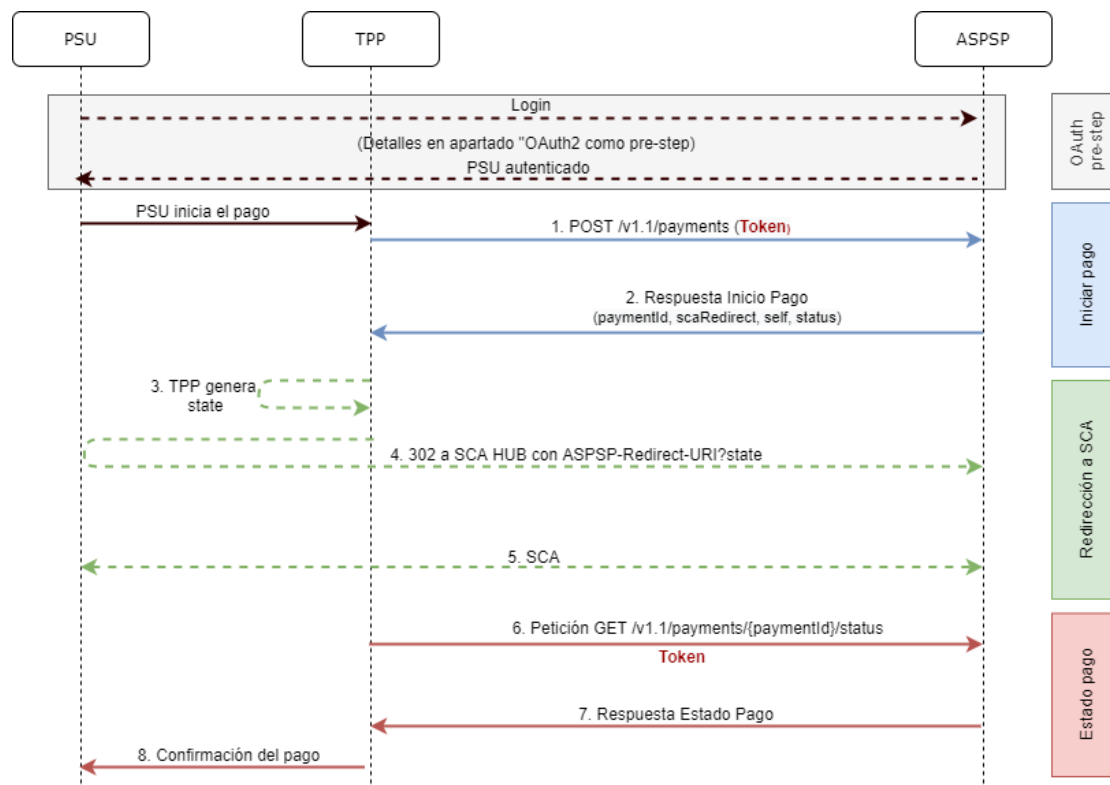 PSU
TPP
ASPSP
Login
(Detalles en apartado "OAuth2 como pre-step)
PSU autenticado
OAuth
pre-step
PSU inicia el pago
1. POST /v1.1/payments (Token)
2. Respuesta Inicio Pago
(paymentId, scaRedirect, self, status)
Iniciar pago
3. TPP genera
state
4. 302 a SCA HUB con ASPSP-Redirect-URI?state
5. SCA
Redirección a SCA
6. Petición GET /v1.1/payments/{paymentId}/status
Token
7. Respuesta Estado Pago
8. Confirmación del pago
Estado pago